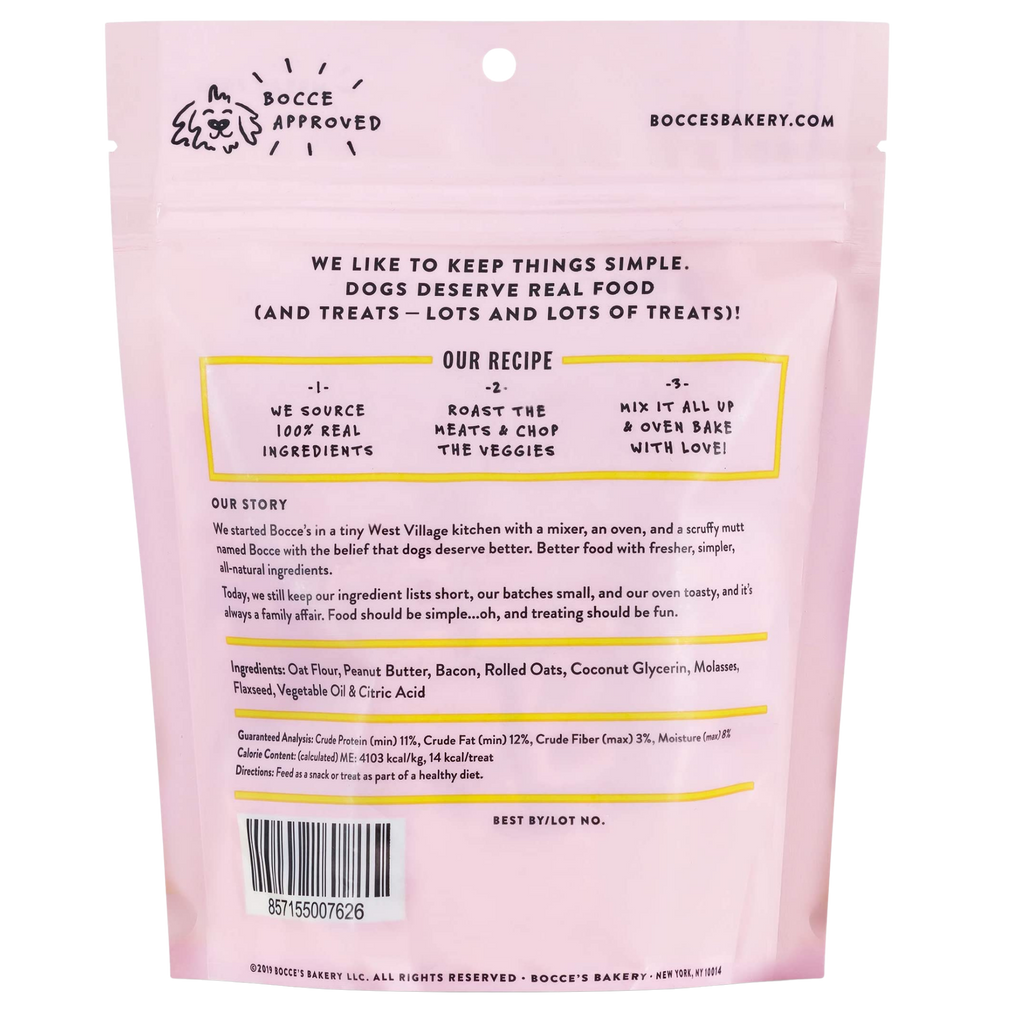 BOCCE
APPROVED
BOCCESBAKERY.COM
WE LIKE TO KEEP THINGS SIMPLE.
DOGS DESERVE REAL FOOD
(AND TREATS — LOTS AND LOTS OF TREATS)!
OUR RECIPE
-1-
WE SOURCE
100% REAL
INGREDIENTS
-2-
ROAST THE
MEATS & CHOP
THE VEGGIES
-3-
MIX IT ALL UP
& OVEN BAKE
WITH LOVE!
OUR STORY
We started Bocce's in a tiny West Village kitchen with a mixer, an oven, and a scruffy mutt
named Bocce with the belief that dogs deserve better. Better food with fresher, simpler,
all-natural ingredients.
Today, we still keep our ingredient lists short, our batches small, and our oven toasty, and it's
always a family affair. Food should be simple...oh, and treating should be fun.
Ingredients: Oat Flour, Peanut Butter, Bacon, Rolled Oats, Coconut Glycerin, Molasses,
Flaxseed, Vegetable Oil & Citric Acid
Guaranteed Analysis: Crude Protein (min) 11%, Crude Fat (min) 12%, Crude Fiber (max) 3%, Moisture (max) 8%
Calorie Content: (calculated) ME: 4103 kcal/kg, 14 kcal/treat
Directions: Feed as a snack or treat as part of a healthy diet.
BEST BY/LOT NO.
857155007626
©2019 BOCCE'S BAKERY LLC. ALL RIGHTS RESERVED • BOCCE'S BAKERY • NEW YORK, NY 10014